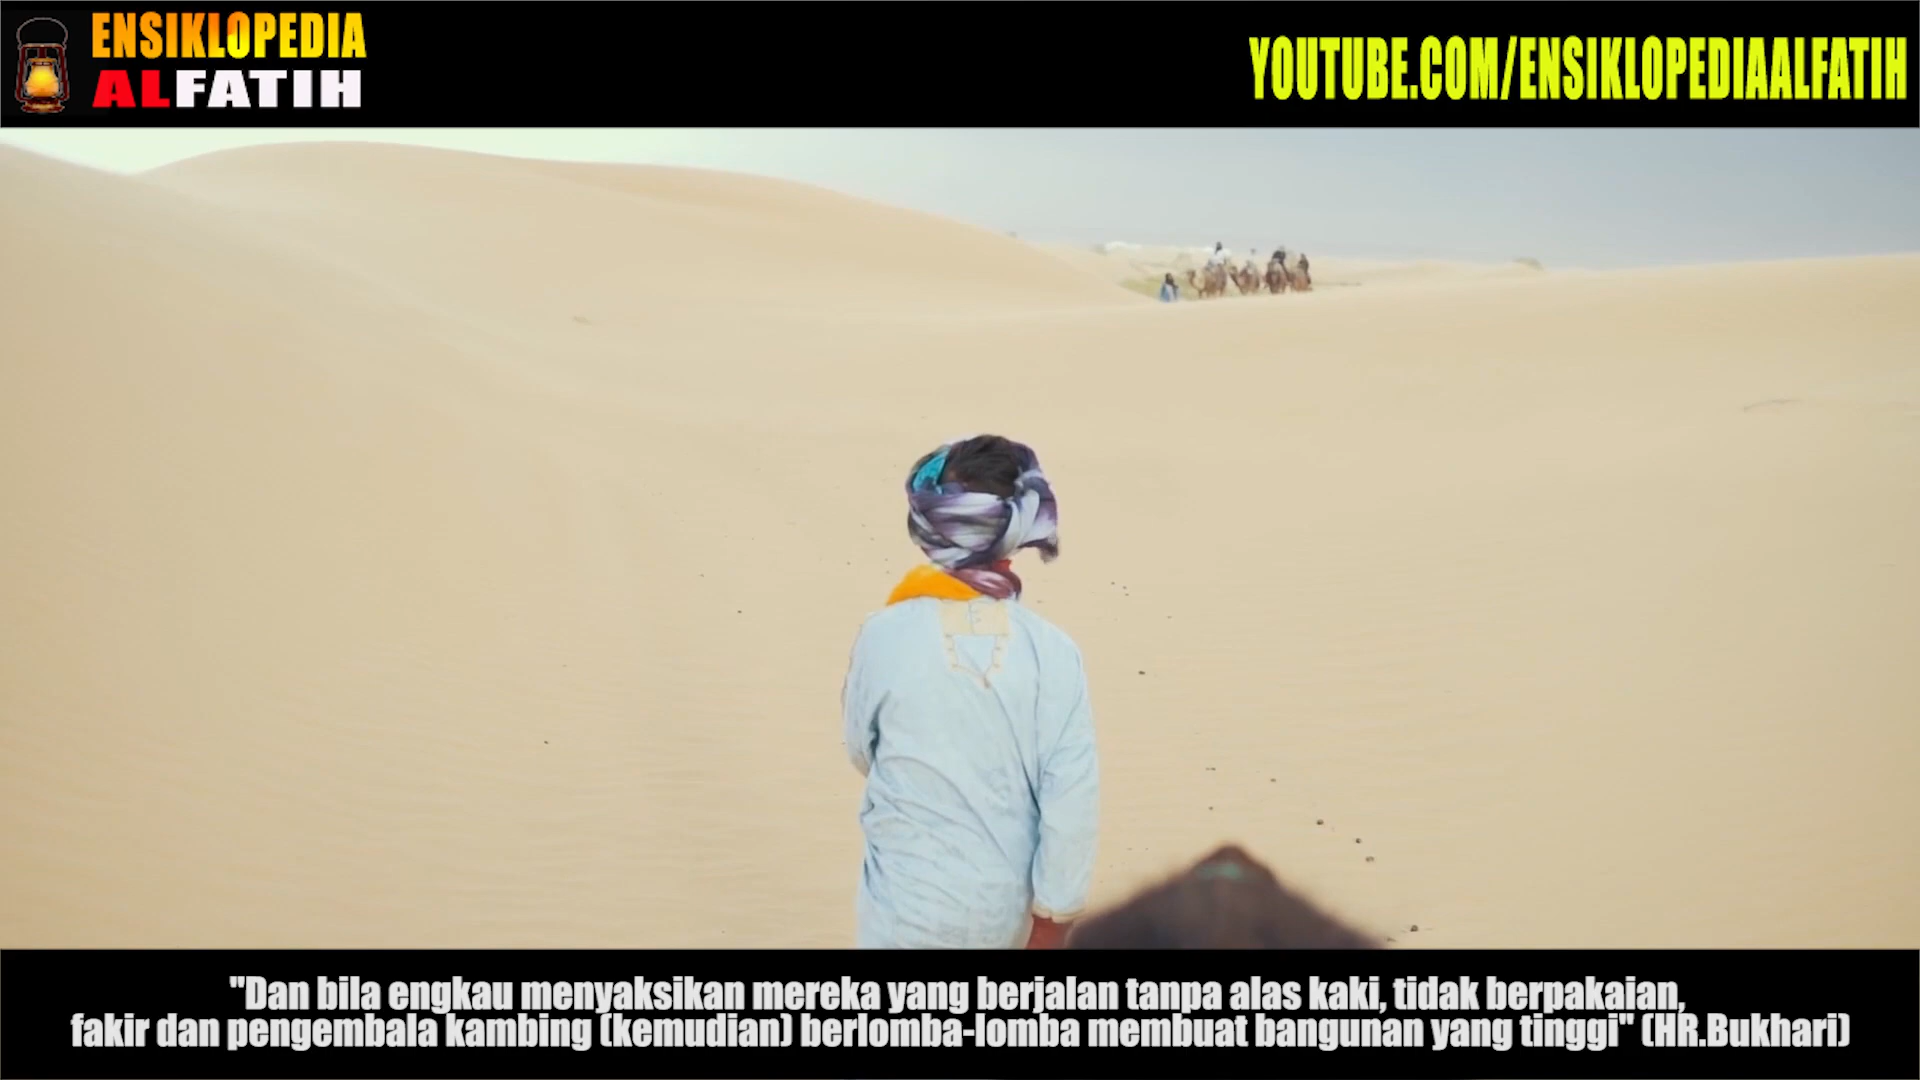 ENSIKLOPEDIA
ALFATIH
YOUTUBE.COM/ENSIKLOPEDIAALFATIH
"Dan bila engkau menyaksikan mereka yang berjalan tanpa alas kaki, tidak berpakaian,
fakir dan pengembala kambing (kemudian) berlomba-lomba membuat bangunan yang tinggi" (HR.Bukhari)